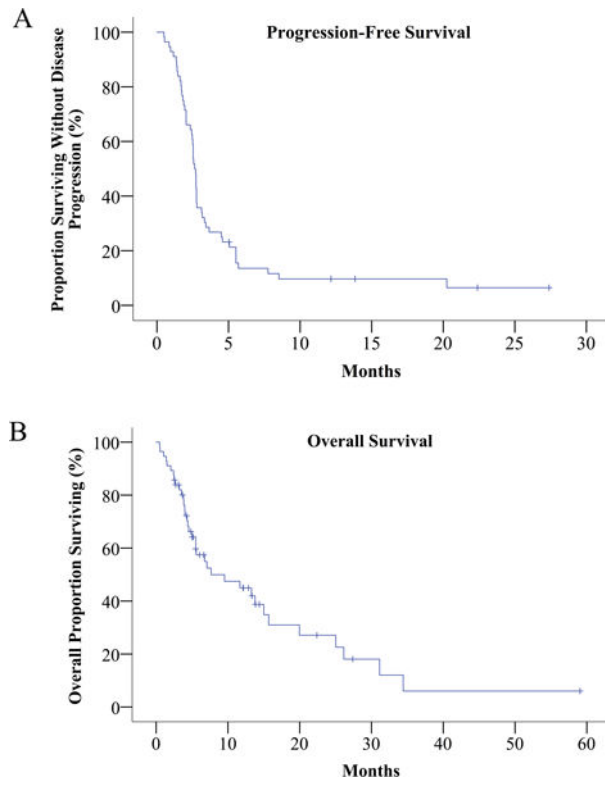 A
Progression-Free Survival
Proportion Surviving Without Disease
Progression (%)
100
80
60
40
20
0
0 5 10 15 20 25 30
Months
B
Overall Survival
Overall Proportion Surviving (%)
100
80
60
40
20
0
0 10 20 30 40 50 60
Months